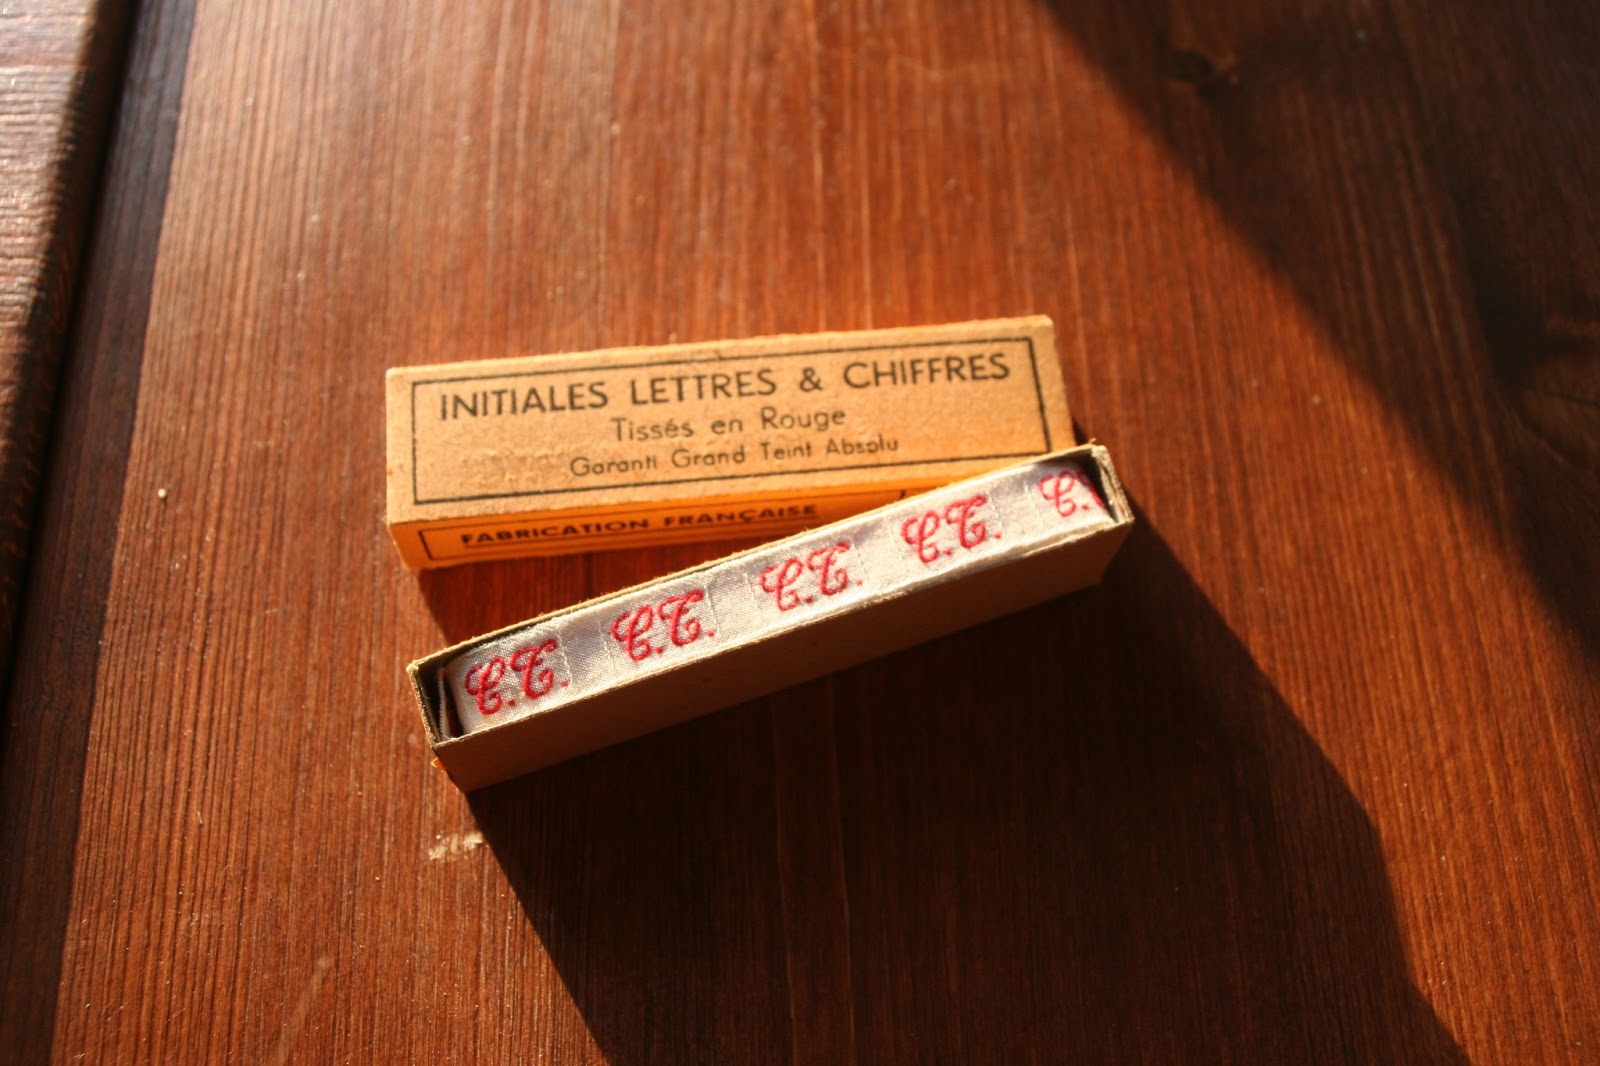 INITIALES LETTRES & CHIFFRES
Tissés en Rouge
Garanti Grand Teint Absolu
FABRICATION FRANÇAISE